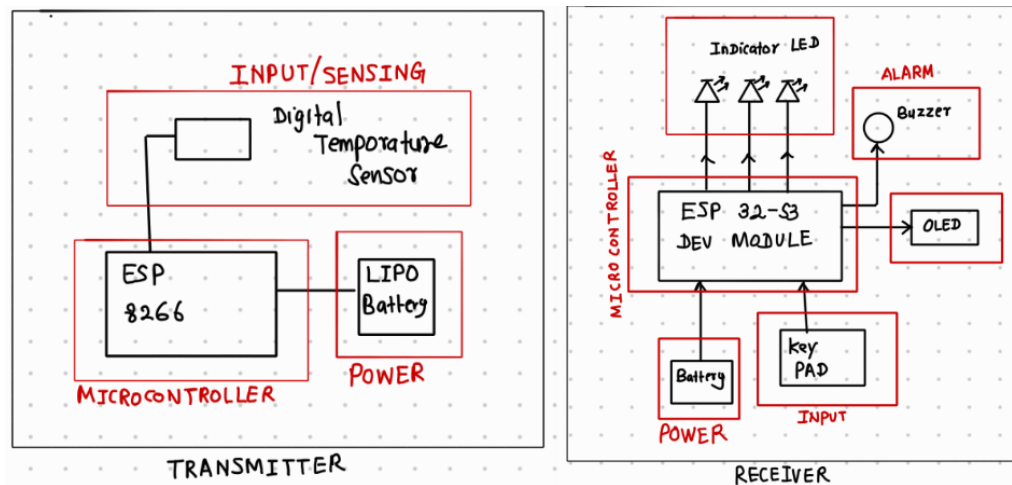 INPUT/SENSING
Digital
Temporature
Sensor
ESP
8266
MICROCONTROLLER
LIPO
Battery
POWER
TRANSMITTER
Indicator LED
ALARM
Buzzer
MICRO CONTROLLER
ESP 32-S3
DEV MODULE
OLED
Battery
POWER
Key
PAD
INPUT
RECEIVER